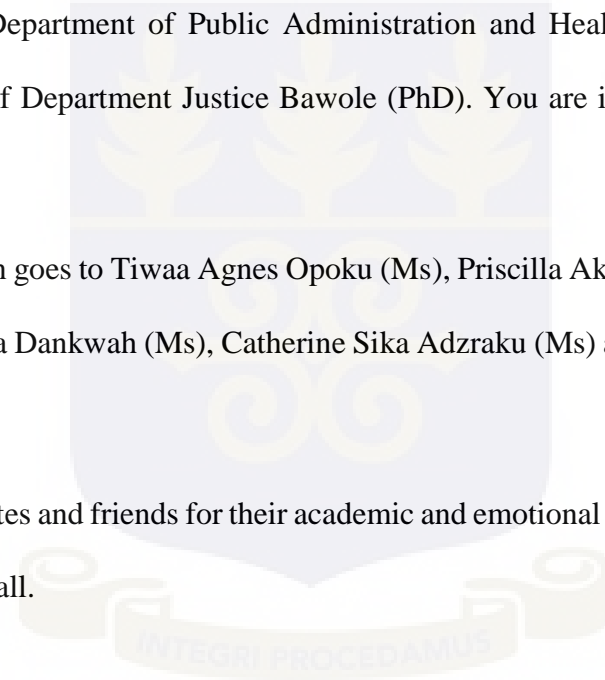 Department of Public Administration and Heal
f Department Justice Bawole (PhD). You are i
n goes to Tiwaa Agnes Opoku (Ms), Priscilla Ak
a Dankwah (Ms), Catherine Sika Adzraku (Ms) a
tes and friends for their academic and emotional
all.
INTEGRI PROCEDAMUS